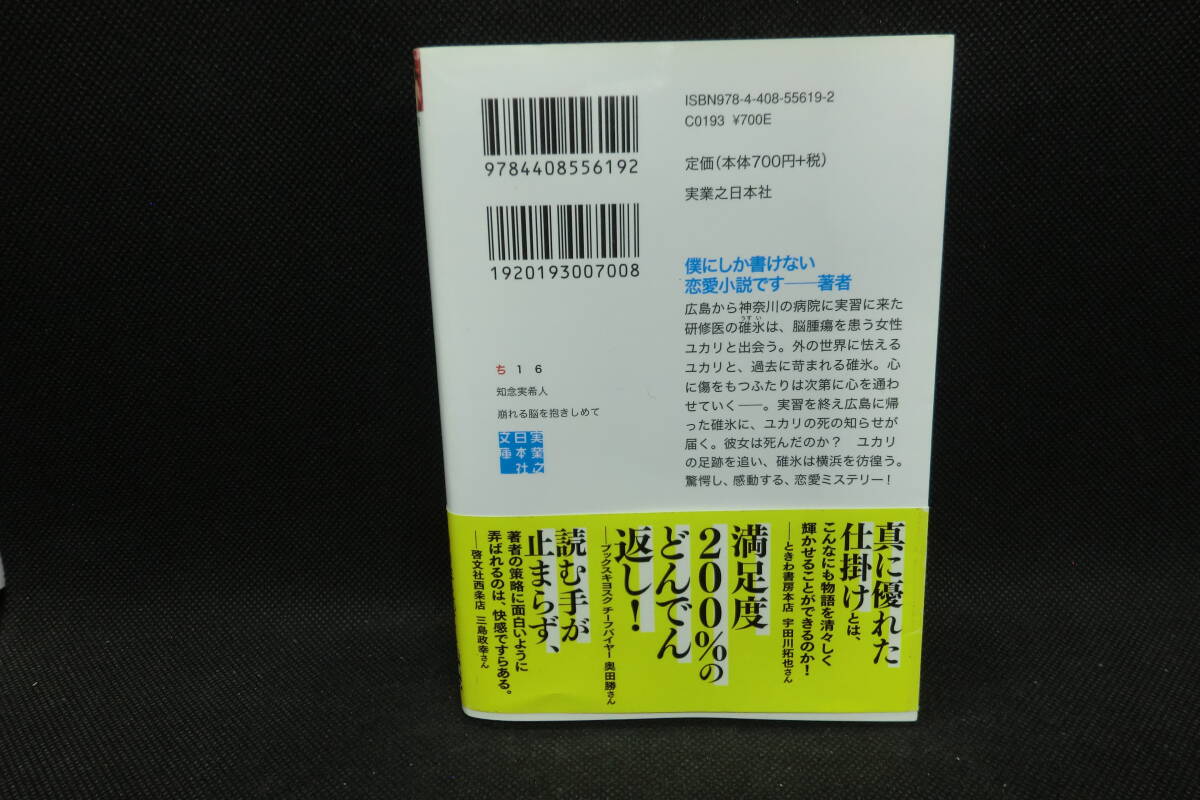 9784408556192
1920193007008
ISBN978-4-408-55619-2
C0193 ¥700E
定価(本体700円+税)
実業之日本社
僕にしか書けない
恋愛小説です――著者
広島から神奈川の病院に実習に来た
うすい
研修医の碓氷は、脳腫瘍を患う女性
ユカリと出会う。外の世界に怯える
ユカリと、過去に苛まれる碓氷。心
に傷をもつふたりは次第に心を通わ
せていく――。実習を終え広島に帰
った碓氷に、ユカリの死の知らせが
届く。彼女は死んだのか? ユカリ
の足跡を追い、碓氷は横浜を彷徨う。
驚愕し、感動する、恋愛ミステリー!
ち 1 6
知念実希人
崩れる脳を抱きしめて
実業之
日本社
文庫
真に優れた
仕掛けとは、
こんなにも物語を清々しく
輝かせることができるのか!
――ときわ書房本店 宇田川拓也さん
満足度
200%の
どんでん
返し!
――ブックスキヨスク チーフバイヤー 奥田勝さん
読む手が
止まらず、
著者の策略に面白いように
弄ばれるのは、快感ですらある。
――啓文社西条店 三島政幸さん